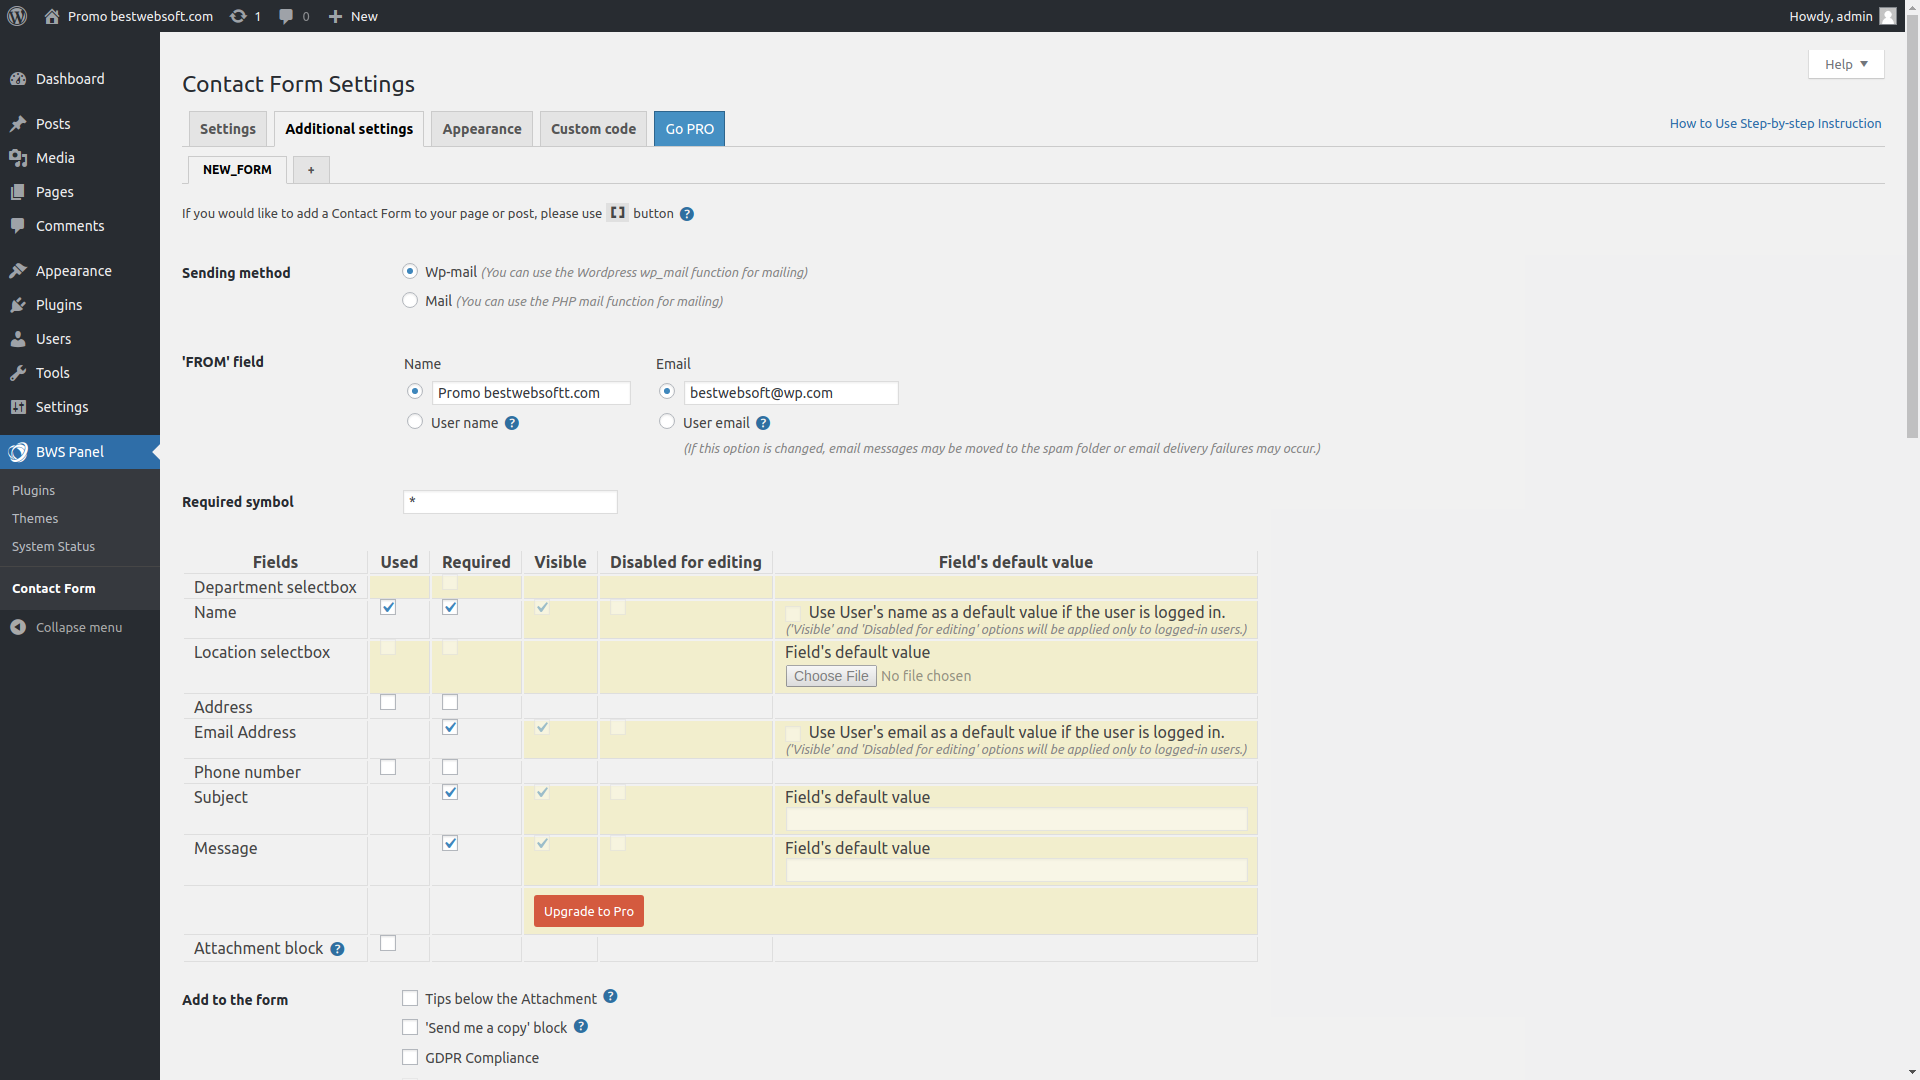 Promo bestwebsoft.com 1 0 New Howdy, admin
Dashboard
Posts
Media
Pages
Comments
Appearance
Plugins
Users
Tools
Settings
BWS Panel
Plugins
Themes
System Status
Contact Form
Collapse menu
Help
Contact Form Settings
Settings Additional settings Appearance Custom code Go PRO
How to Use Step-by-step Instruction
NEW_FORM +
If you would like to add a Contact Form to your page or post, please use [] button ?
Sending method
Wp-mail (You can use the Wordpress wp_mail function for mailing)
Mail (You can use the PHP mail function for mailing)
'FROM' field
Name Email
Promo bestwebsoftt.com bestwebsoft@wp.com
User name ? User email ?
(If this option is changed, email messages may be moved to the spam folder or email delivery failures may occur.)
Required symbol *
Fields Used Required Visible Disabled for editing Field's default value
Department selectbox
Name Use User's name as a default value if the user is logged in.
('Visible' and 'Disabled for editing' options will be applied only to logged-in users.)
Location selectbox Field's default value
Choose File No file chosen
Address
Email Address Use User's email as a default value if the user is logged in.
('Visible' and 'Disabled for editing' options will be applied only to logged-in users.)
Phone number
Subject Field's default value
Message Field's default value
Upgrade to Pro
Attachment block ?
Add to the form
Tips below the Attachment ?
'Send me a copy' block ?
GDPR Compliance